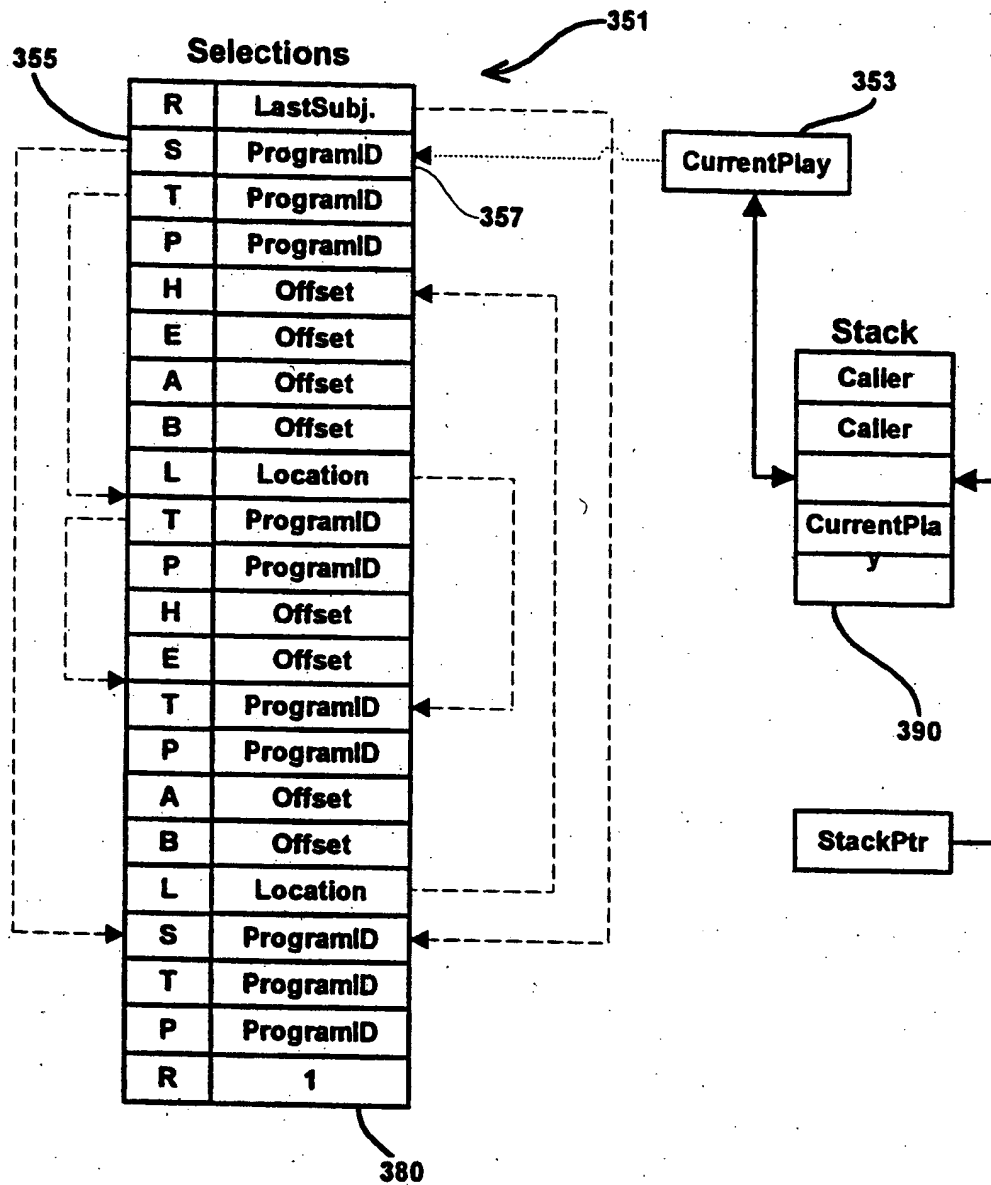 351
Selections
355
R LastSubj.
353
S ProgramID
CurrentPlay
T ProgramID
357
P ProgramID
H Offset
E Offset
Stack
A Offset
Caller
B Offset
Caller
L Location
T ProgramID
CurrentPla
y
P ProgramID
H Offset
E Offset
T ProgramID
390
P ProgramID
A Offset
B Offset
StackPtr
L Location
S ProgramID
T ProgramID
P ProgramID
R 1
380